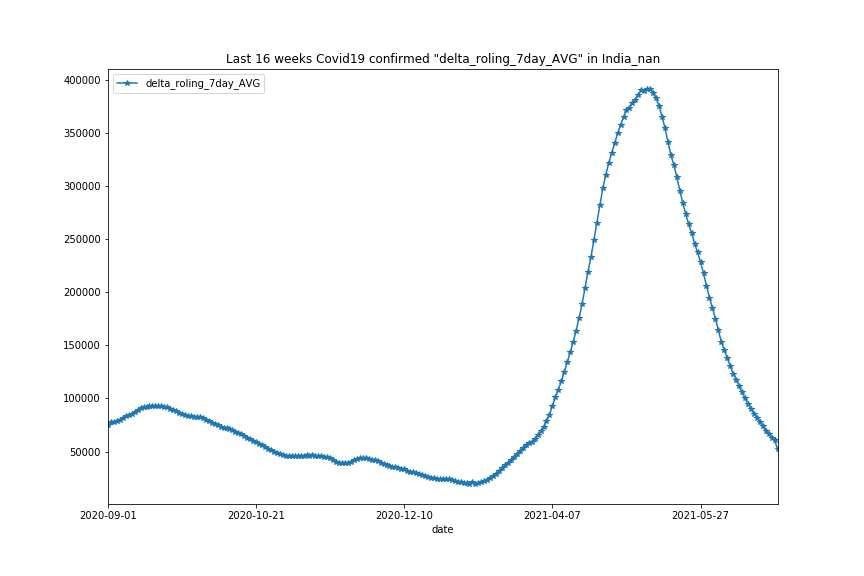 Last 16 weeks Covid19 confirmed "delta_roling_7day_AVG" in India_nan
delta_roling_7day_AVG
400000
350000
300000
250000
200000
150000
100000
50000
2020-09-01 2020-10-21 2020-12-10 2021-04-07 2021-05-27
date